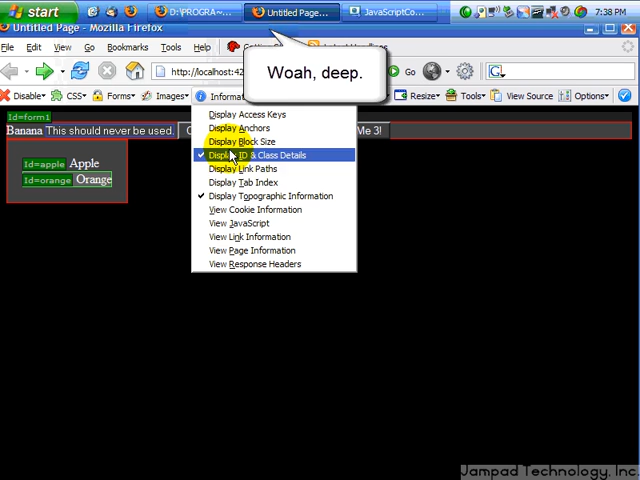 start
D:\PROGRA~...
Untitled Page...
JavaScriptCo...
7:38 PM
Untitled Page - Mozilla Firefox
File
View
Go
Bookmarks
Tools
Help
Woah, deep.
http://localhost:42
Go
G
Disable
CSS
Forms
Images
Informa
Resize
Tools
View Source
Options
Id=form1
Banana This should never be used.
Me 3!
Id=apple Apple
Id=orange Orange
Display Access Keys
Display Anchors
Display Block Size
Display ID & Class Details
Display Link Paths
Display Tab Index
Display Topographic Information
View Cookie Information
View JavaScript
View Link Information
View Page Information
View Response Headers
Jampad Technology, Inc.